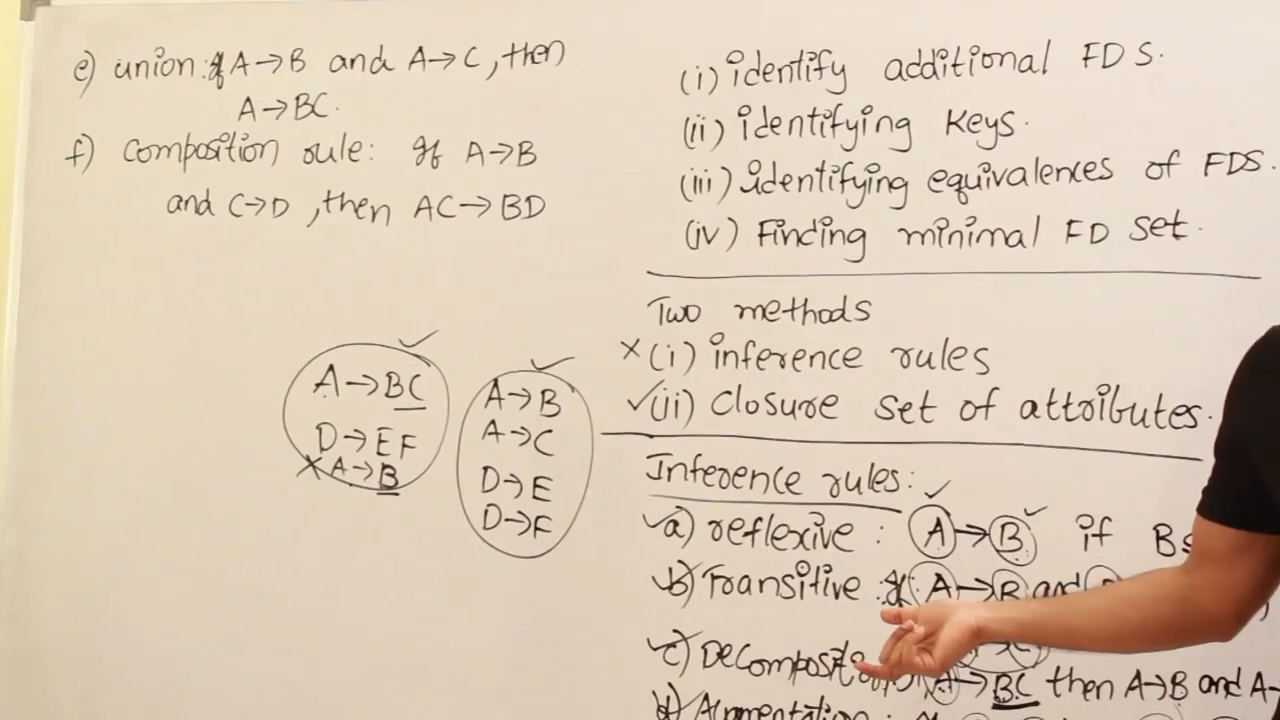 e) union: if A→B and A→C, then
A→BC.
f) composition rule: If A→B
and C→D, then AC→BD
A→BC
D→EF
×A→B
A→B
A→C
D→E
D→F
(i) identify additional FDS.
(ii) identifying Keys.
(iii) identifying equivalences of FDS.
(iv) Finding minimal FD set.
Two methods
×(i) inference rules
✓(ii) Closure set of attributes.
Inference rules: ✓
a) reflexive: A→B if
b) Transitive: if A→B and
c) Decomposition A→BC then A→B and A→
d) Augmentation: